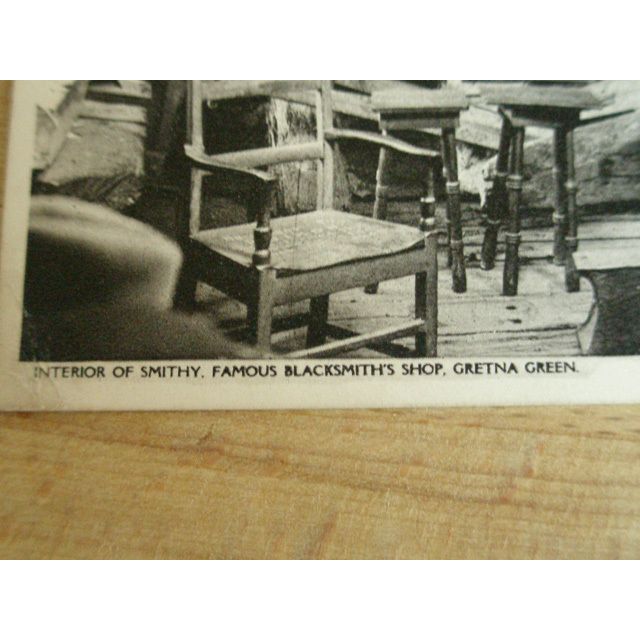 INTERIOR OF SMITHY, FAMOUS BLACKSMITH'S SHOP, GRETNA GREEN.